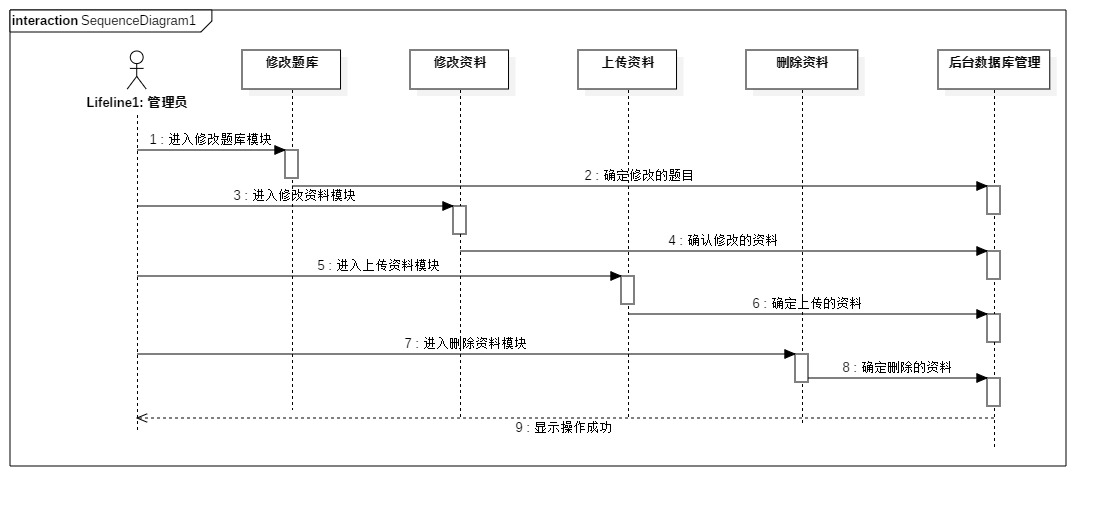 interaction SequenceDiagram1
修改题库
修改资料
上传资料
删除资料
后台数据库管理
Lifeline1: 管理员
1 : 进入修改题库模块
2 : 确定修改的题目
3 : 进入修改资料模块
4 : 确认修改的资料
5 : 进入上传资料模块
6 : 确定上传的资料
7 : 进入删除资料模块
8 : 确定删除的资料
9 : 显示操作成功